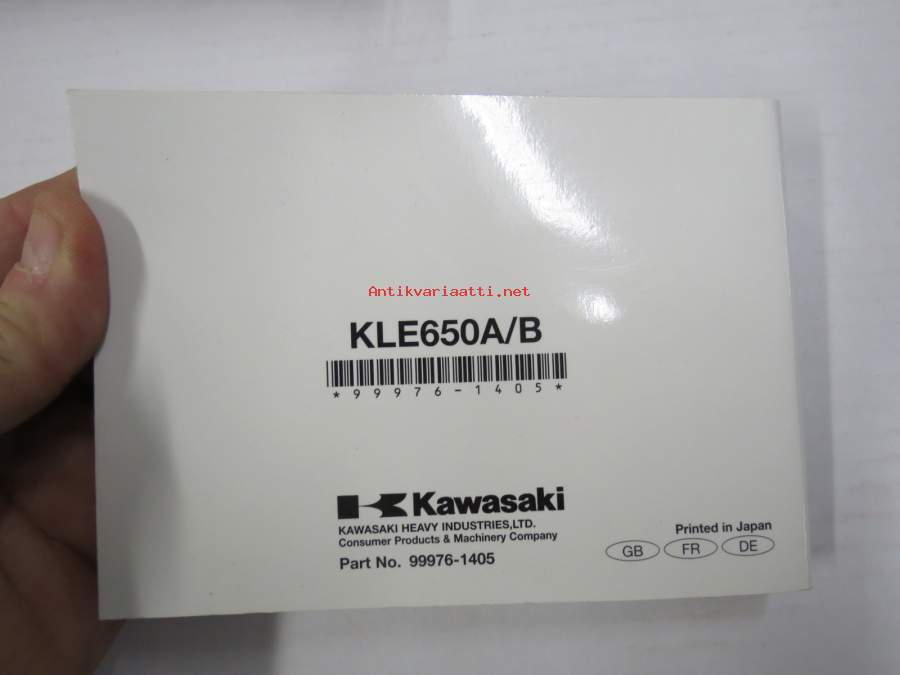 Antikvariaatti.net
KLE650A/B
*99976-1405*
Kawasaki
KAWASAKI HEAVY INDUSTRIES,LTD.
Consumer Products & Machinery Company
Part No. 99976-1405
Printed in Japan
GB FR DE